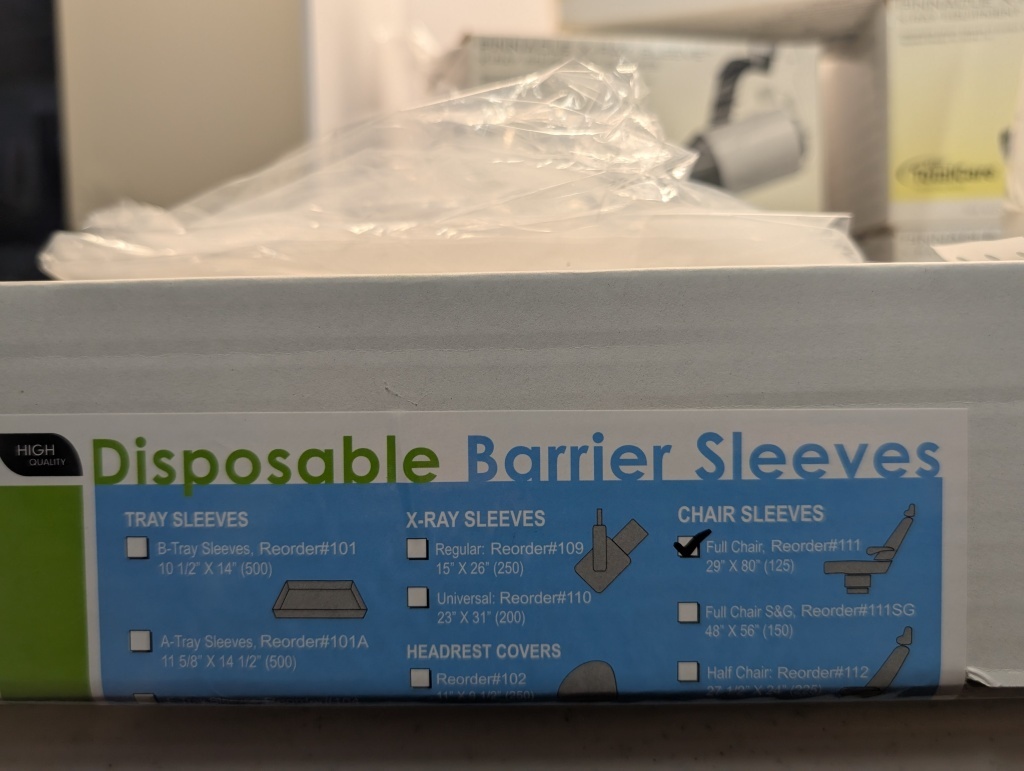 HIGH
QUALITY
Disposable Barrier Sleeves
TRAY SLEEVES
B-Tray Sleeves, Reorder#101
10 1/2" X 14" (500)
A-Tray Sleeves, Reorder#101A
11 5/8" X 14 1/2" (500)
X-RAY SLEEVES
Regular: Reorder#109
15" X 26" (250)
Universal: Reorder#110
23" X 31" (200)
HEADREST COVERS
Reorder#102
CHAIR SLEEVES
Full Chair, Reorder#111
29" X 80" (125)
Full Chair S&G, Reorder#111SG
48" X 56" (150)
Half Chair: Reorder#112
TotalCare